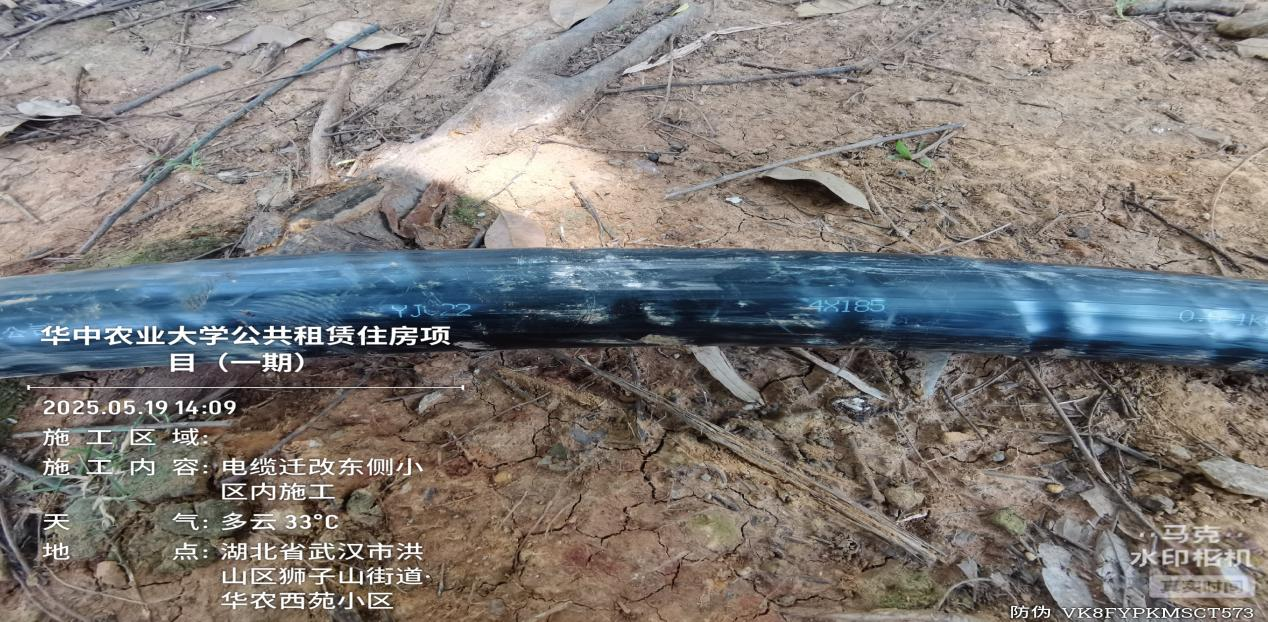 YJV22 4X185
华中农业大学公共租赁住房项
目（一期）
2025.05.19 14:09
施工区域:
施工内容: 电缆迁改东侧小
区内施工
天气: 多云 33°C
地点: 湖北省武汉市洪
山区狮子山街道·
华农西苑小区
马克
水印相机
真实时间
防伪 VK8FYPKMSCT573